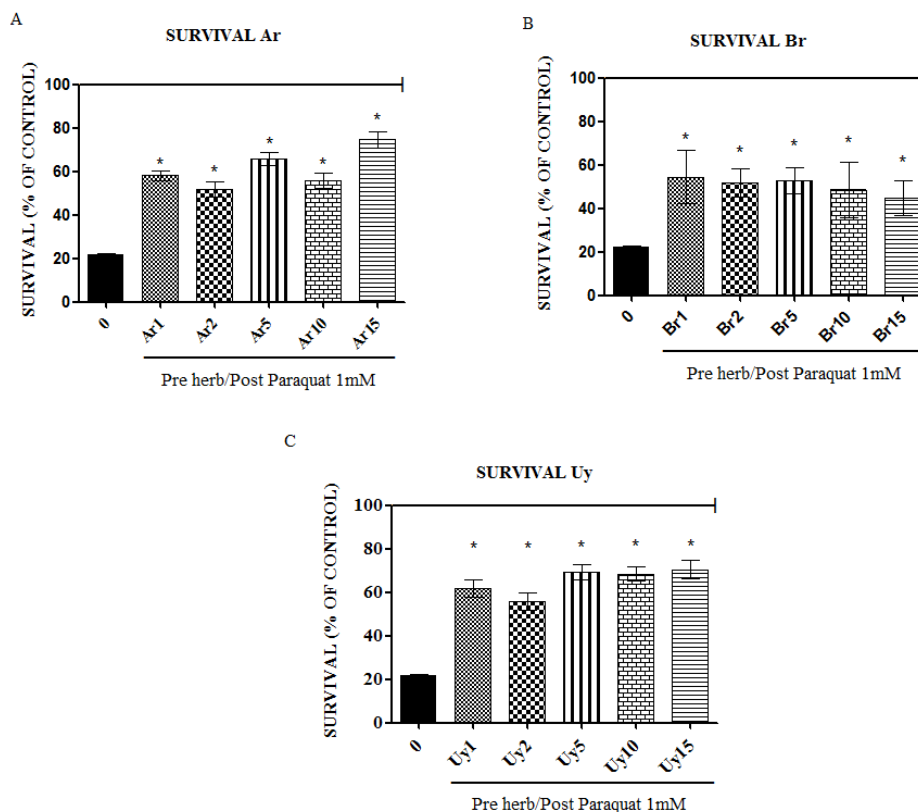 A
SURVIVAL Ar
SURVIVAL (% OF CONTROL)
100
80
60
40
20
0
* * * * *
0 Ar1 Ar2 Ar5 Ar10 Ar15
Pre herb/Post Paraquat 1mM
B
SURVIVAL Br
SURVIVAL (% OF CONTROL)
100
80
60
40
20
0
* * * * *
0 Br1 Br2 Br5 Br10 Br15
Pre herb/Post Paraquat 1mM
C
SURVIVAL Uy
SURVIVAL (% OF CONTROL)
100
80
60
40
20
0
* * * * *
0 Uy1 Uy2 Uy5 Uy10 Uy15
Pre herb/Post Paraquat 1mM